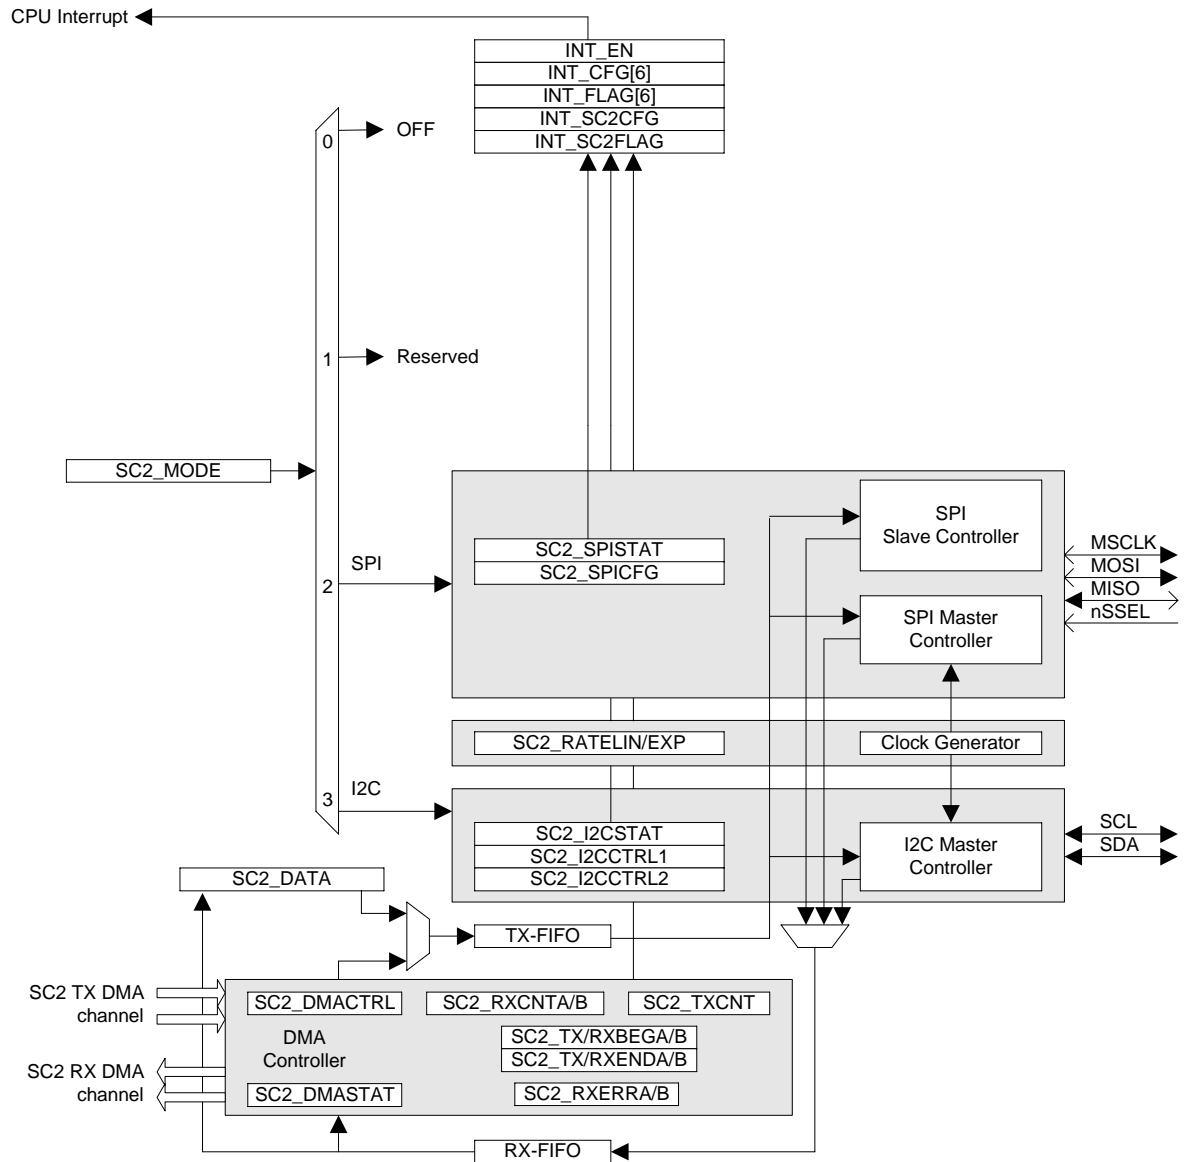 CPU Interrupt
INT_EN
INT_CFG[6]
INT_FLAG[6]
INT_SC2CFG
INT_SC2FLAG
0
OFF
1
Reserved
SC2_MODE
2
SPI
SC2_SPISTAT
SC2_SPICFG
SPI
Slave Controller
SPI Master
Controller
MSCLK
MOSI
MISO
nSSEL
SC2_RATELIN/EXP
Clock Generator
3
I2C
SC2_I2CSTAT
SC2_I2CCTRL1
SC2_I2CCTRL2
I2C Master
Controller
SCL
SDA
SC2_DATA
TX-FIFO
SC2 TX DMA
channel
SC2 RX DMA
channel
SC2_DMACTRL
SC2_RXCNTA/B
SC2_TXCNT
DMA
Controller
SC2_TX/RXBEGA/B
SC2_TX/RXENDA/B
SC2_DMASTAT
SC2_RXERRA/B
RX-FIFO